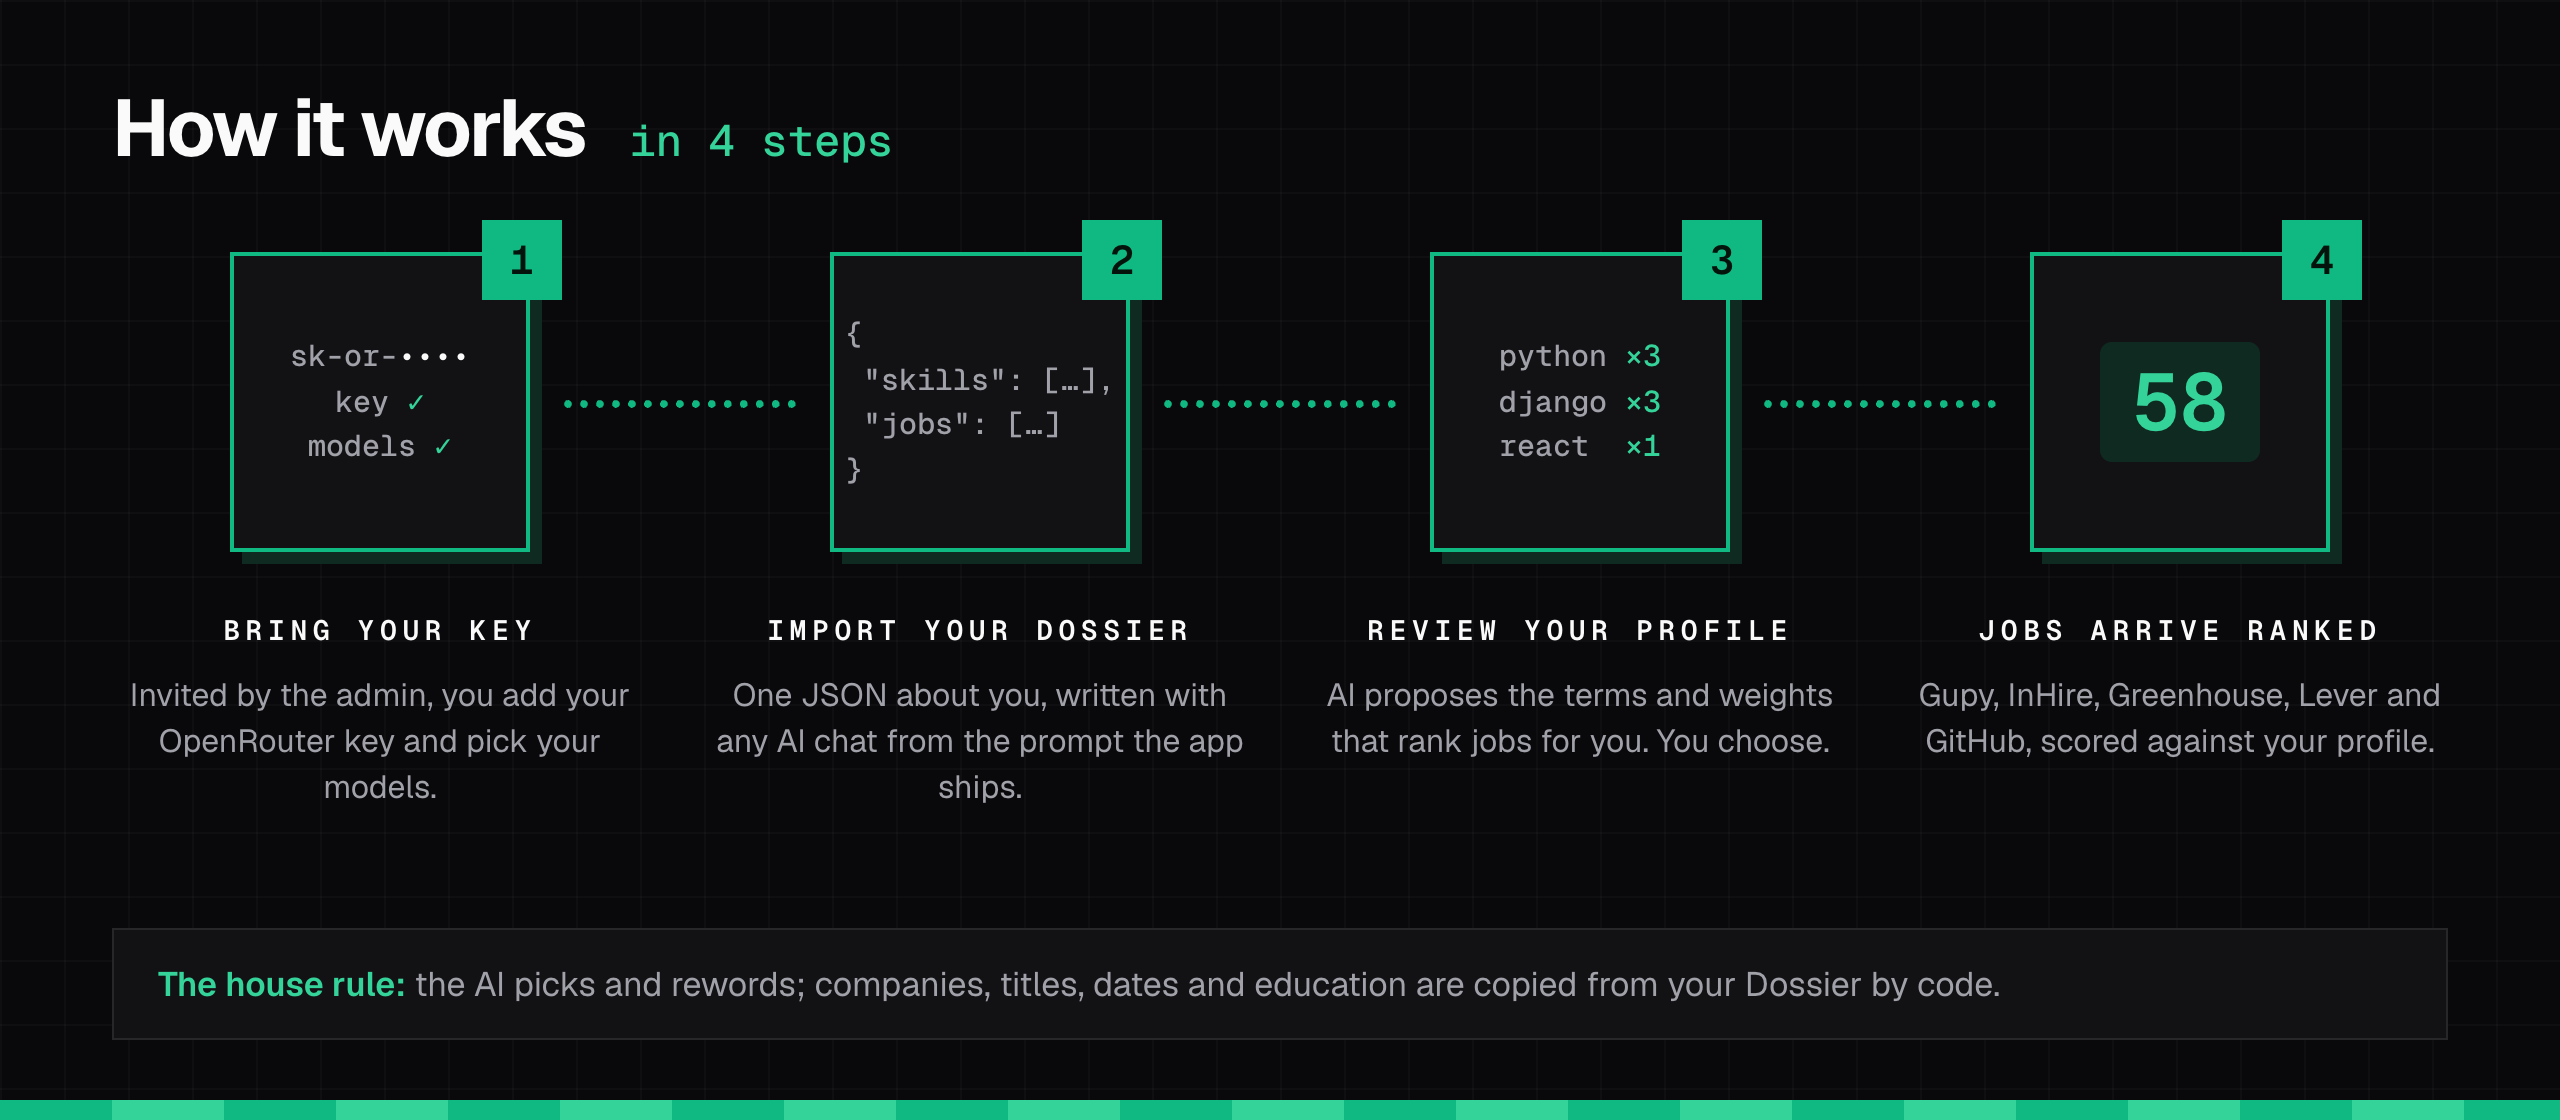 How it works in 4 steps
1
sk-or-••••
key ✓
models ✓
BRING YOUR KEY
Invited by the admin, you add your
OpenRouter key and pick your
models.
2
{
"skills": […],
"jobs": […]
}
IMPORT YOUR DOSSIER
One JSON about you, written with
any AI chat from the prompt the app
ships.
3
python ×3
django ×3
react ×1
REVIEW YOUR PROFILE
AI proposes the terms and weights
that rank jobs for you. You choose.
4
58
JOBS ARRIVE RANKED
Gupy, InHire, Greenhouse, Lever and
GitHub, scored against your profile.
The house rule: the AI picks and rewords; companies, titles, dates and education are copied from your Dossier by code.